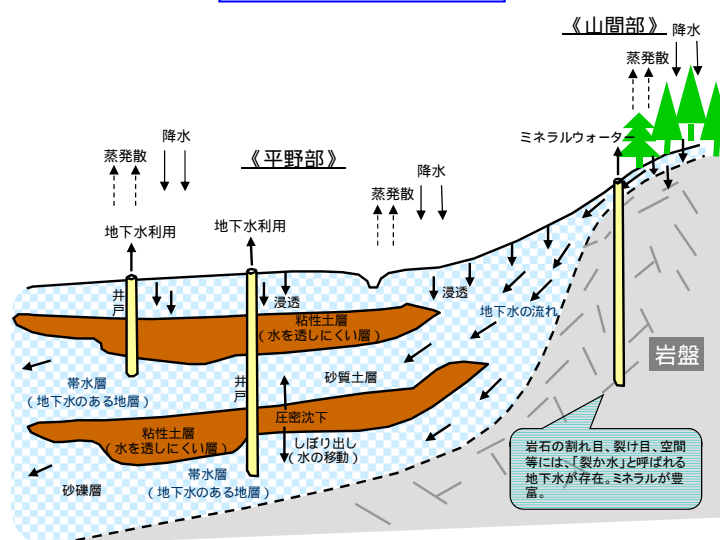 《山間部》
降水
蒸発散
ミネラルウォーター
降水
蒸発散
《平野部》
降水
蒸発散
地下水利用
地下水利用
井戸
浸透
浸透
粘性土層
(水を透しにくい層)
地下水の流れ
岩盤
帯水層
(地下水のある地層)
井戸
砂質土層
圧密沈下
粘性土層
(水を透しにくい層)
しぼり出し
(水の移動)
帯水層
(地下水のある地層)
砂礫層
岩石の割れ目、裂け目、空間
等には、「裂か水」と呼ばれる
地下水が存在。ミネラルが豊
富。